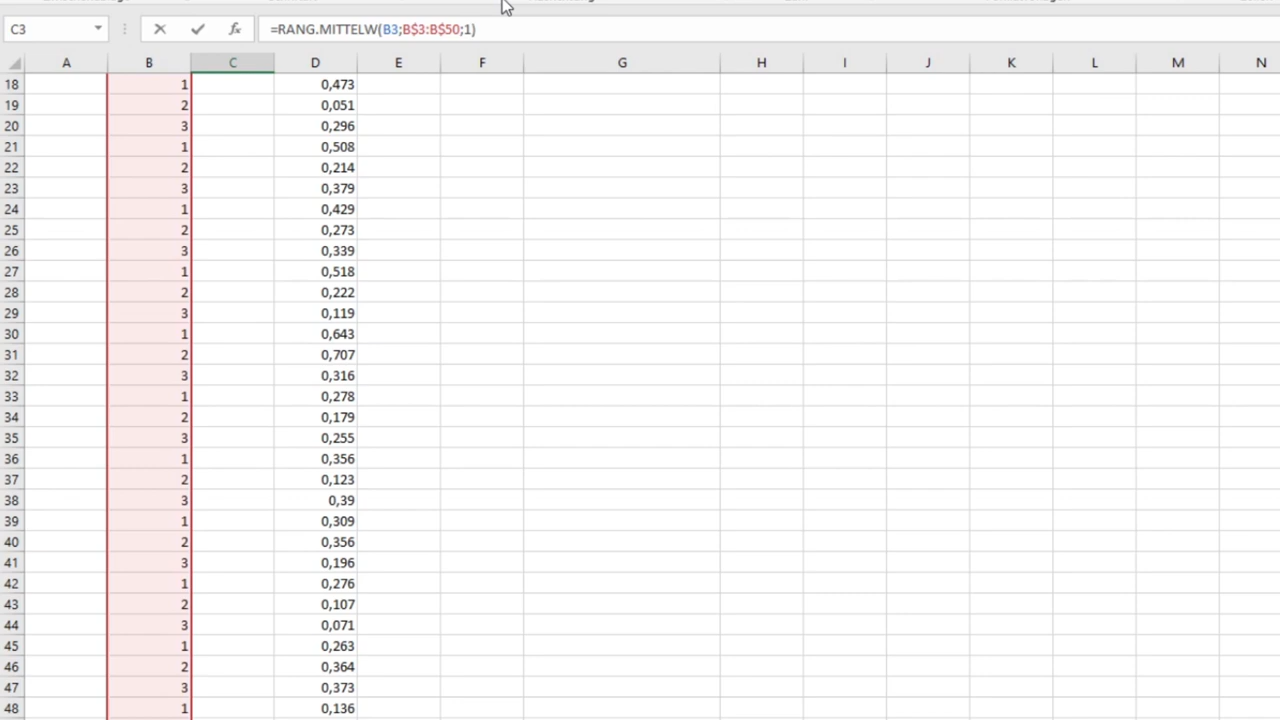 C3 fx =RANG.MITTELW(B3;B$3:B$50;1)
A B C D E F G H I J K L M N
18 1 0,473
19 2 0,051
20 3 0,296
21 1 0,508
22 2 0,214
23 3 0,379
24 1 0,429
25 2 0,273
26 3 0,339
27 1 0,518
28 2 0,222
29 3 0,119
30 1 0,643
31 2 0,707
32 3 0,316
33 1 0,278
34 2 0,179
35 3 0,255
36 1 0,356
37 2 0,123
38 3 0,39
39 1 0,309
40 2 0,356
41 3 0,196
42 1 0,276
43 2 0,107
44 3 0,071
45 1 0,263
46 2 0,364
47 3 0,373
48 1 0,136